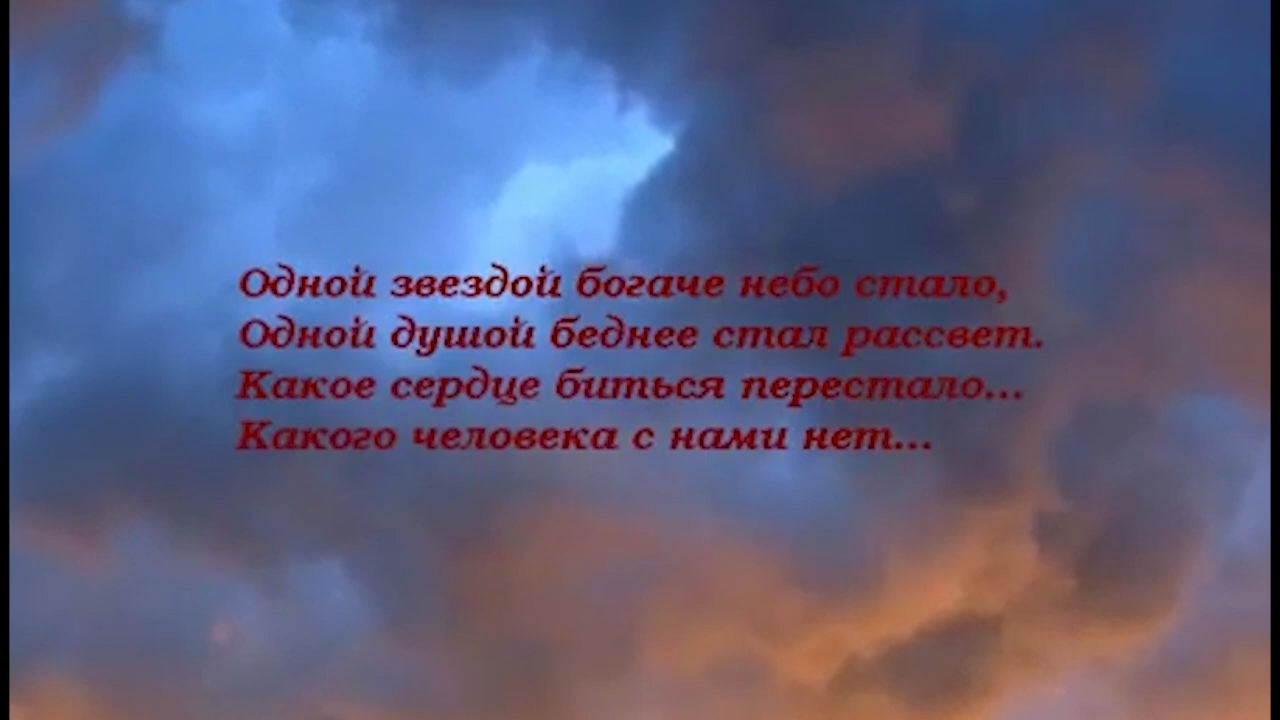 Одной звездой богаче небо стало,
Одной душой беднее стал рассвет.
Какое сердце биться перестало...
Какого человека с нами нет...